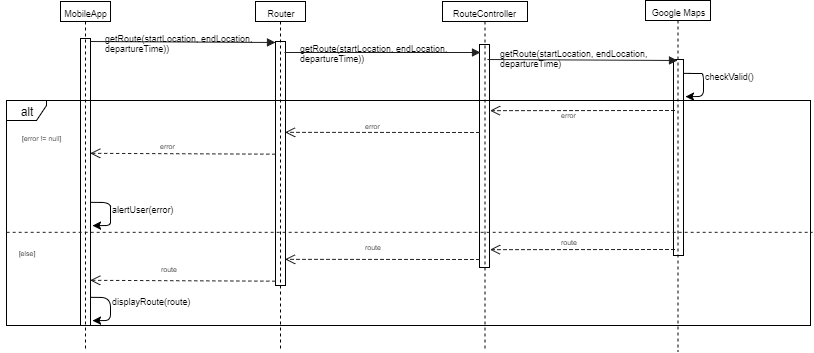 MobileApp
Router
RouteController
Google Maps
getRoute(startLocation, endLocation,
departureTime))
getRoute(startLocation, endLocation,
departureTime))
getRoute(startLocation, endLocation,
departureTime)
checkValid()
alt
[error != null]
error
error
error
alertUser(error)
[else]
route
route
route
displayRoute(route)